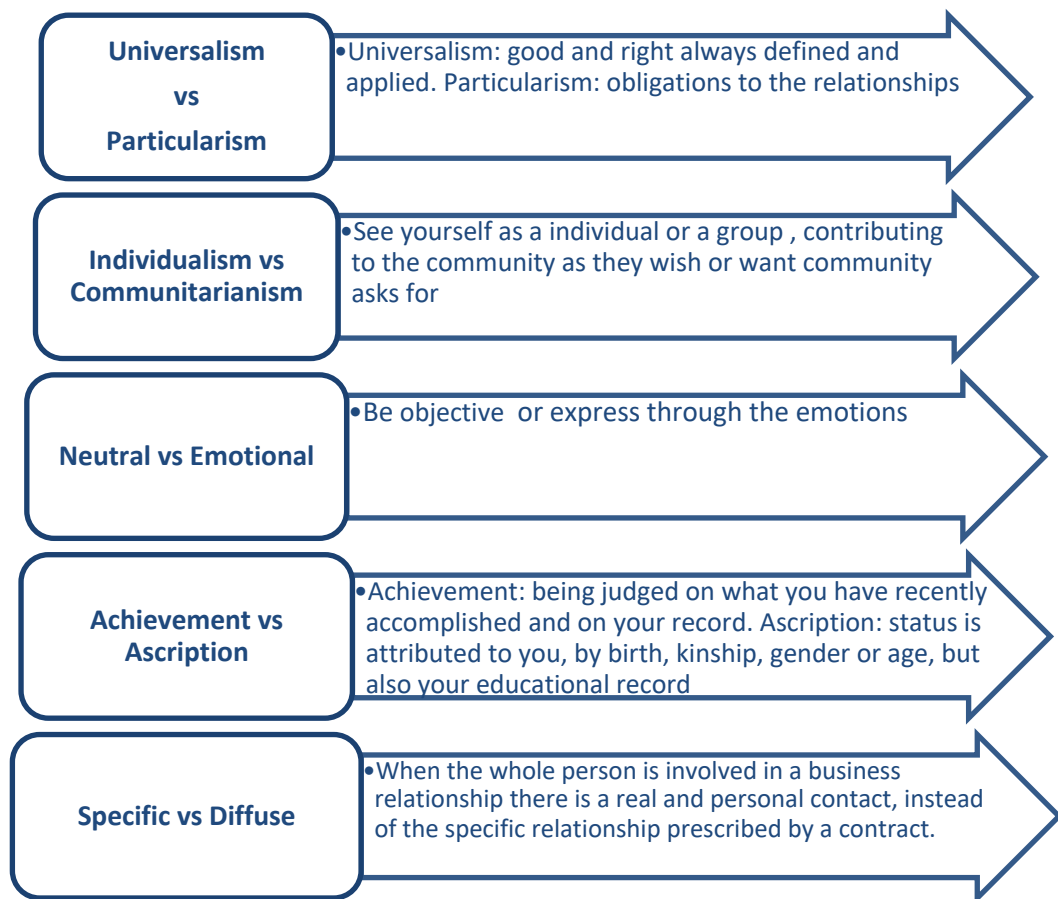 Universalism
vs
Particularism
•Universalism: good and right always defined and
applied. Particularism: obligations to the relationships
Individualism vs
Communitarianism
•See yourself as a individual or a group , contributing
to the community as they wish or want community
asks for
Neutral vs Emotional
•Be objective or express through the emotions
Achievement vs
Ascription
•Achievement: being judged on what you have recently
accomplished and on your record. Ascription: status is
attributed to you, by birth, kinship, gender or age, but
also your educational record
Specific vs Diffuse
•When the whole person is involved in a business
relationship there is a real and personal contact, instead
of the specific relationship prescribed by a contract.